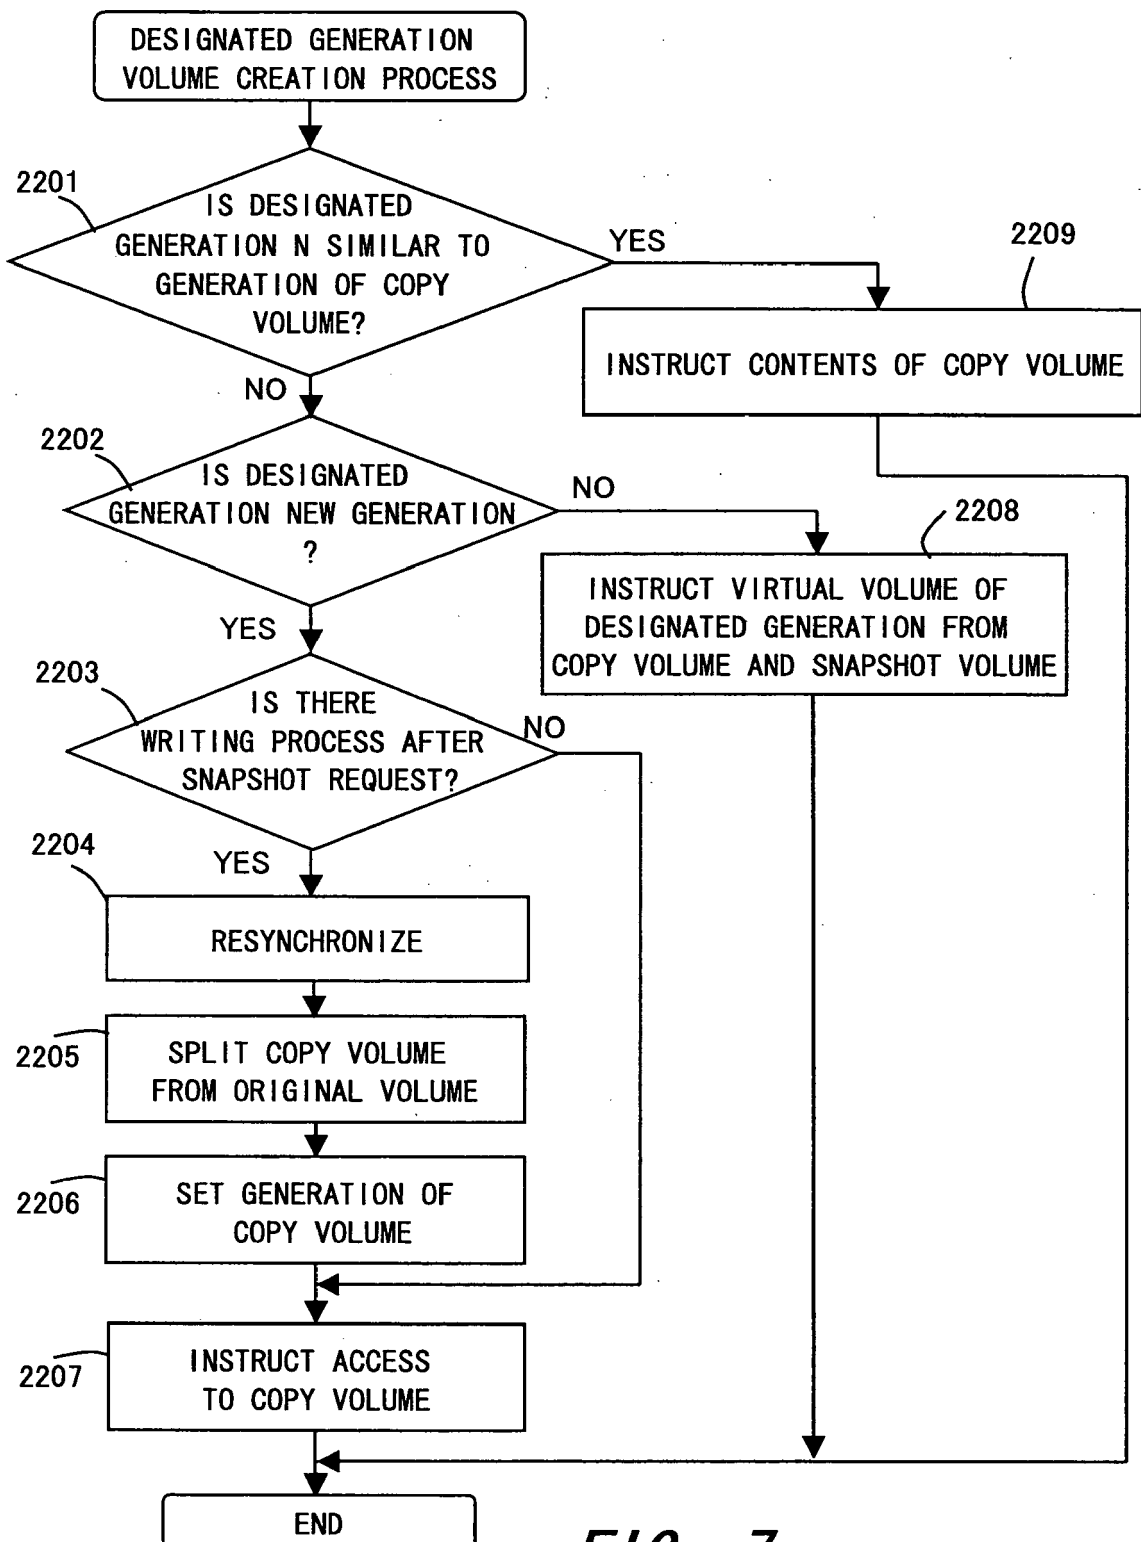 DESIGNATED GENERATION
VOLUME CREATION PROCESS
2201
IS DESIGNATED
GENERATION N SIMILAR TO
GENERATION OF COPY
VOLUME?
YES
2209
INSTRUCT CONTENTS OF COPY VOLUME
NO
2202
IS DESIGNATED
GENERATION NEW GENERATION
?
NO
2208
INSTRUCT VIRTUAL VOLUME OF
DESIGNATED GENERATION FROM
COPY VOLUME AND SNAPSHOT VOLUME
YES
2203
IS THERE
WRITING PROCESS AFTER
SNAPSHOT REQUEST?
NO
YES
2204
RESYNCHRONIZE
2205
SPLIT COPY VOLUME
FROM ORIGINAL VOLUME
2206
SET GENERATION OF
COPY VOLUME
2207
INSTRUCT ACCESS
TO COPY VOLUME
END
FIG. 7